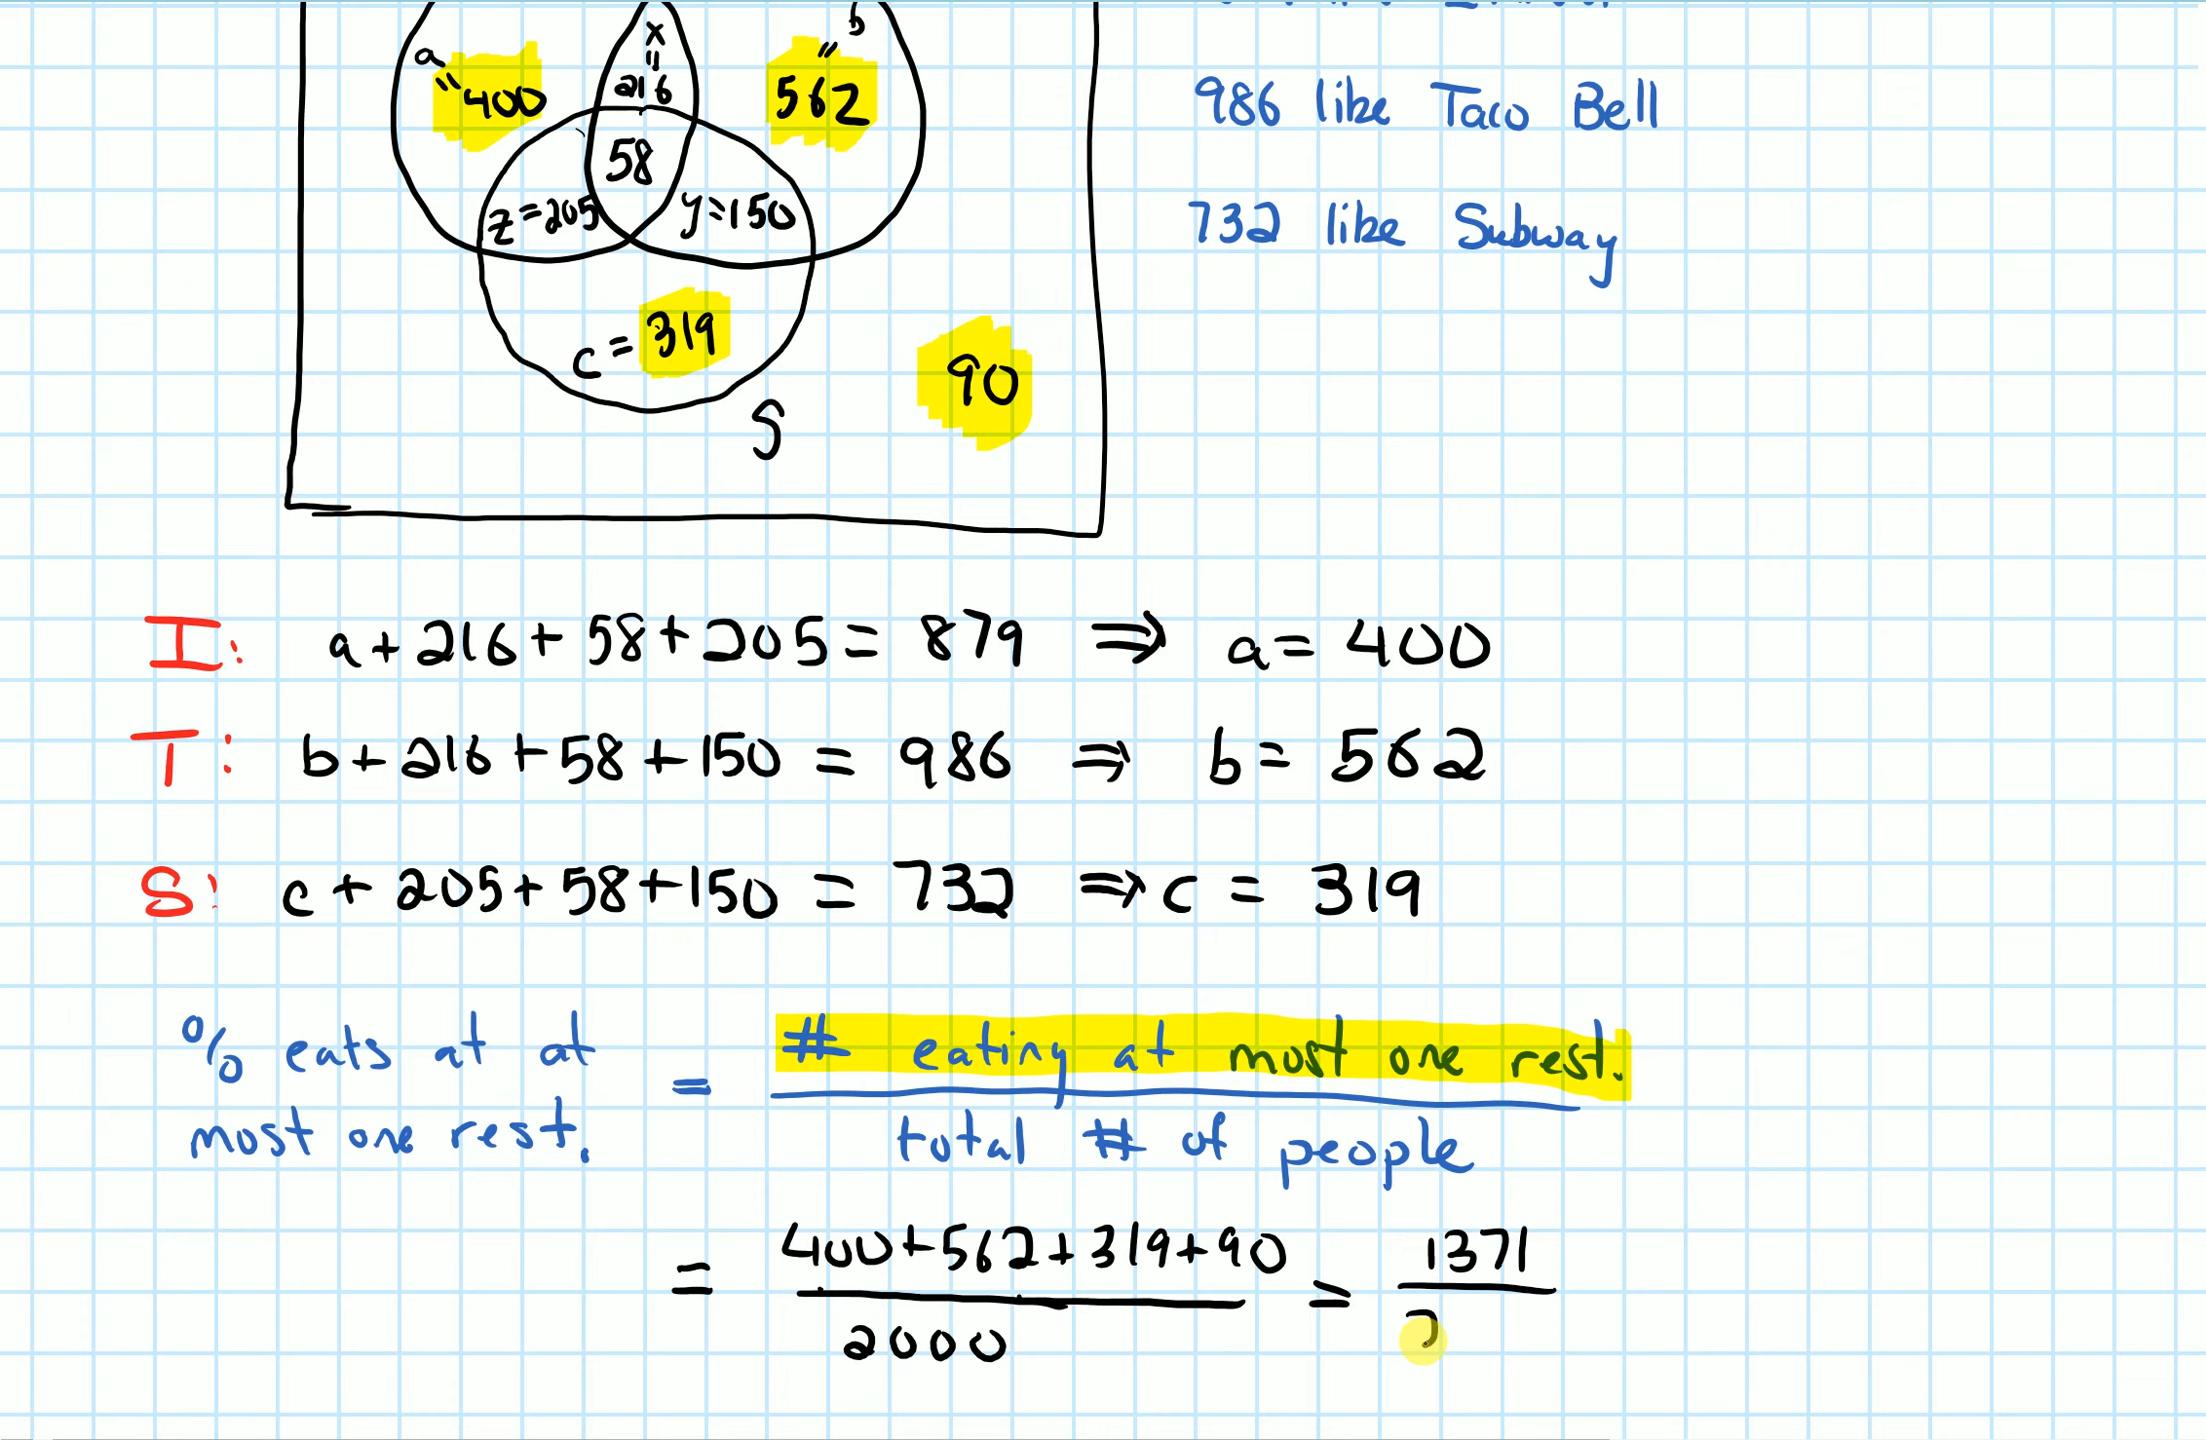 a
"
400
x
=
216
b
"
562
986 like Taco Bell
58
z=205
y=150
732 like Subway
c = 319
90
S
I: a+216+58+205= 879 ⇒ a= 400
T: b+216+58+150 = 986 ⇒ b= 562
S: c+ 205+58+150 = 732 ⇒ c = 319
% eats at at
most one rest.
=
# eating at most one rest.
total # of people
= 400+562+319+90 = 1371
2000